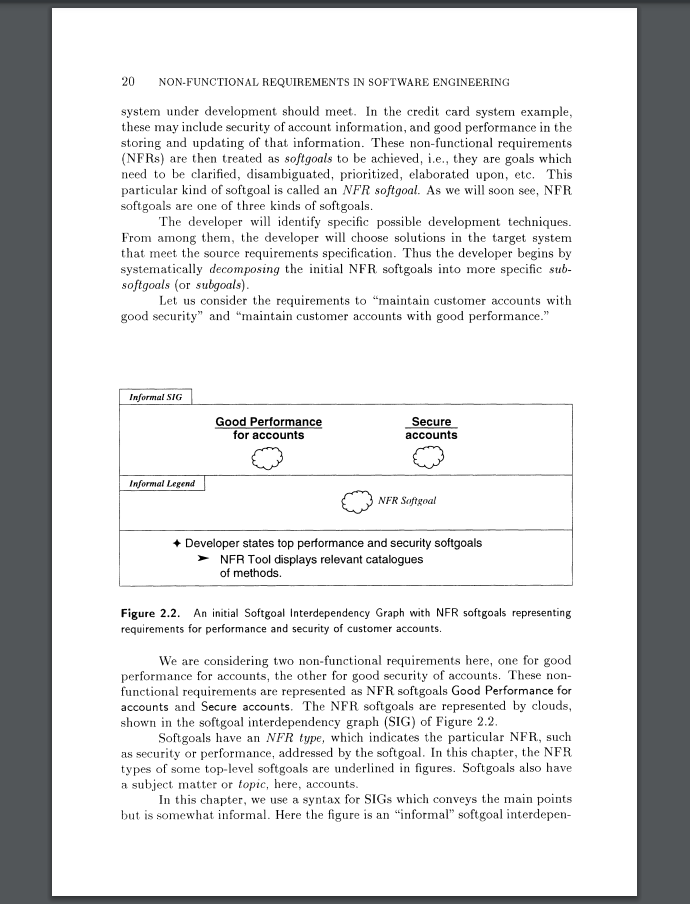 20 NON-FUNCTIONAL REQUIREMENTS IN SOFTWARE ENGINEERING
system under development should meet. In the credit card system example,
these may include security of account information, and good performance in the
storing and updating of that information. These non-functional requirements
(NFRs) are then treated as softgoals to be achieved, i.e., they are goals which
need to be clarified, disambiguated, prioritized, elaborated upon, etc. This
particular kind of softgoal is called an NFR softgoal. As we will soon see, NFR
softgoals are one of three kinds of softgoals.
The developer will identify specific possible development techniques.
From among them, the developer will choose solutions in the target system
that meet the source requirements specification. Thus the developer begins by
systematically decomposing the initial NFR softgoals into more specific sub-
softgoals (or subgoals).
Let us consider the requirements to “maintain customer accounts with
good security” and “maintain customer accounts with good performance.”
Informal SIG
Good Performance
for accounts
Secure
accounts
Informal Legend
NFR Softgoal
✦ Developer states top performance and security softgoals
➤ NFR Tool displays relevant catalogues
of methods.
Figure 2.2. An initial Softgoal Interdependency Graph with NFR softgoals representing
requirements for performance and security of customer accounts.
We are considering two non-functional requirements here, one for good
performance for accounts, the other for good security of accounts. These non-
functional requirements are represented as NFR softgoals Good Performance for
accounts and Secure accounts. The NFR softgoals are represented by clouds,
shown in the softgoal interdependency graph (SIG) of Figure 2.2.
Softgoals have an NFR type, which indicates the particular NFR, such
as security or performance, addressed by the softgoal. In this chapter, the NFR
types of some top-level softgoals are underlined in figures. Softgoals also have
a subject matter or topic, here, accounts.
In this chapter, we use a syntax for SIGs which conveys the main points
but is somewhat informal. Here the figure is an “informal” softgoal interdepen-